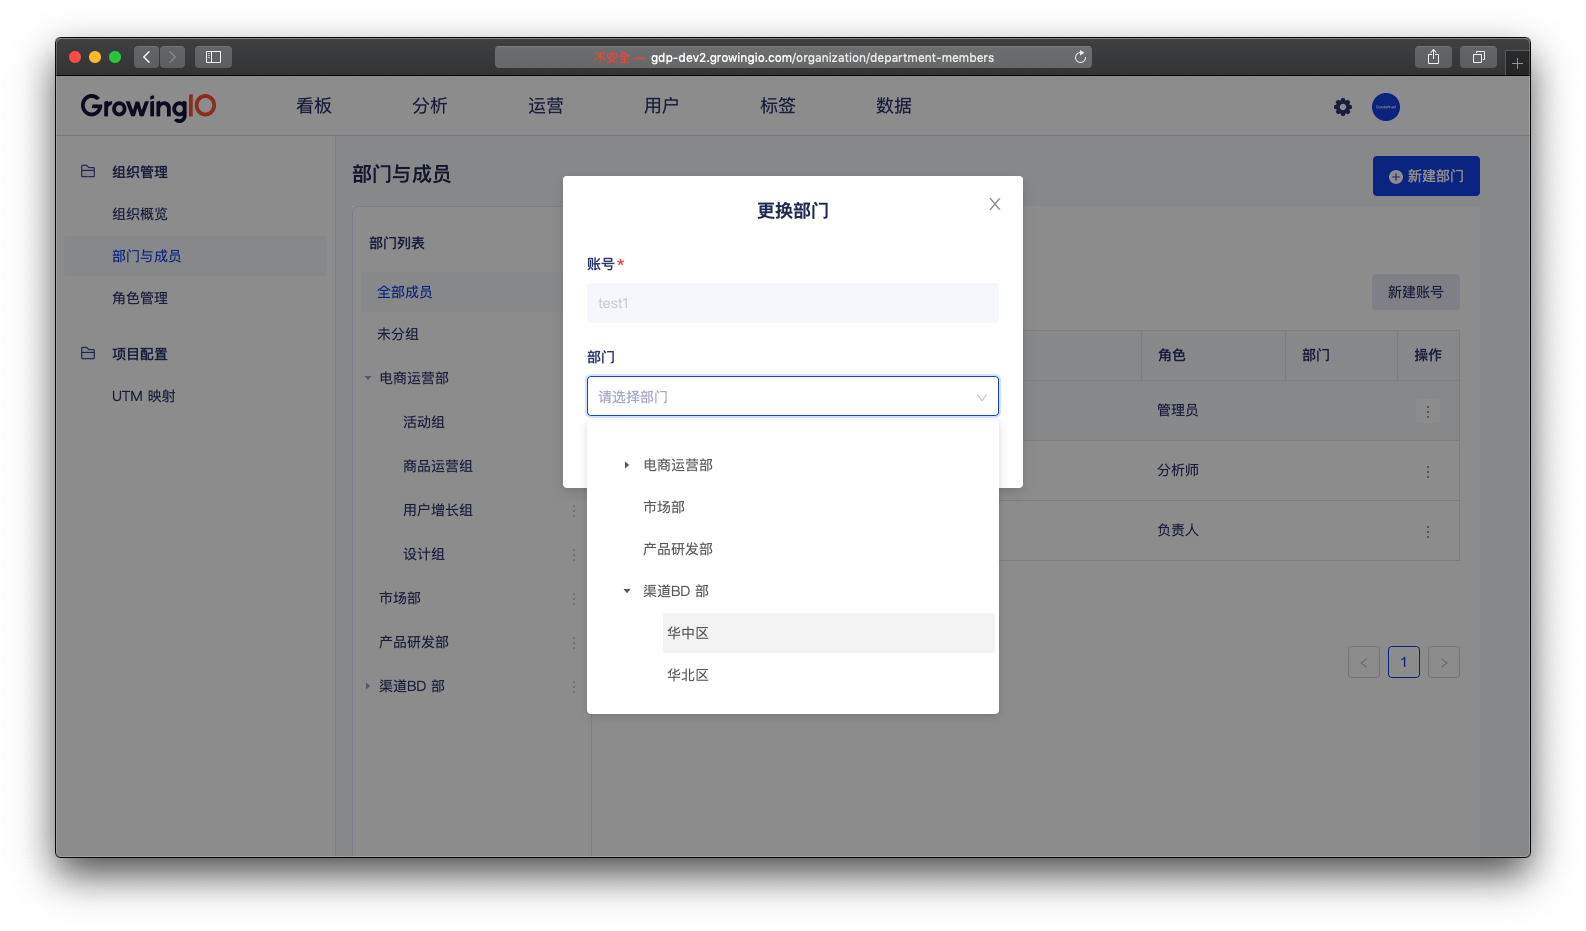 不安全 — gdp-dev2.growingio.com/organization/department-members
GrowingIO
看板
分析
运营
用户
标签
数据
组织管理
组织概览
部门与成员
角色管理
项目配置
UTM 映射
部门与成员
新建部门
部门列表
全部成员
未分组
电商运营部
活动组
商品运营组
用户增长组
设计组
市场部
产品研发部
渠道BD 部
新建账号
角色
部门
操作
管理员
分析师
负责人
1
更换部门
账号*
test1
部门
请选择部门
电商运营部
市场部
产品研发部
渠道BD 部
华中区
华北区